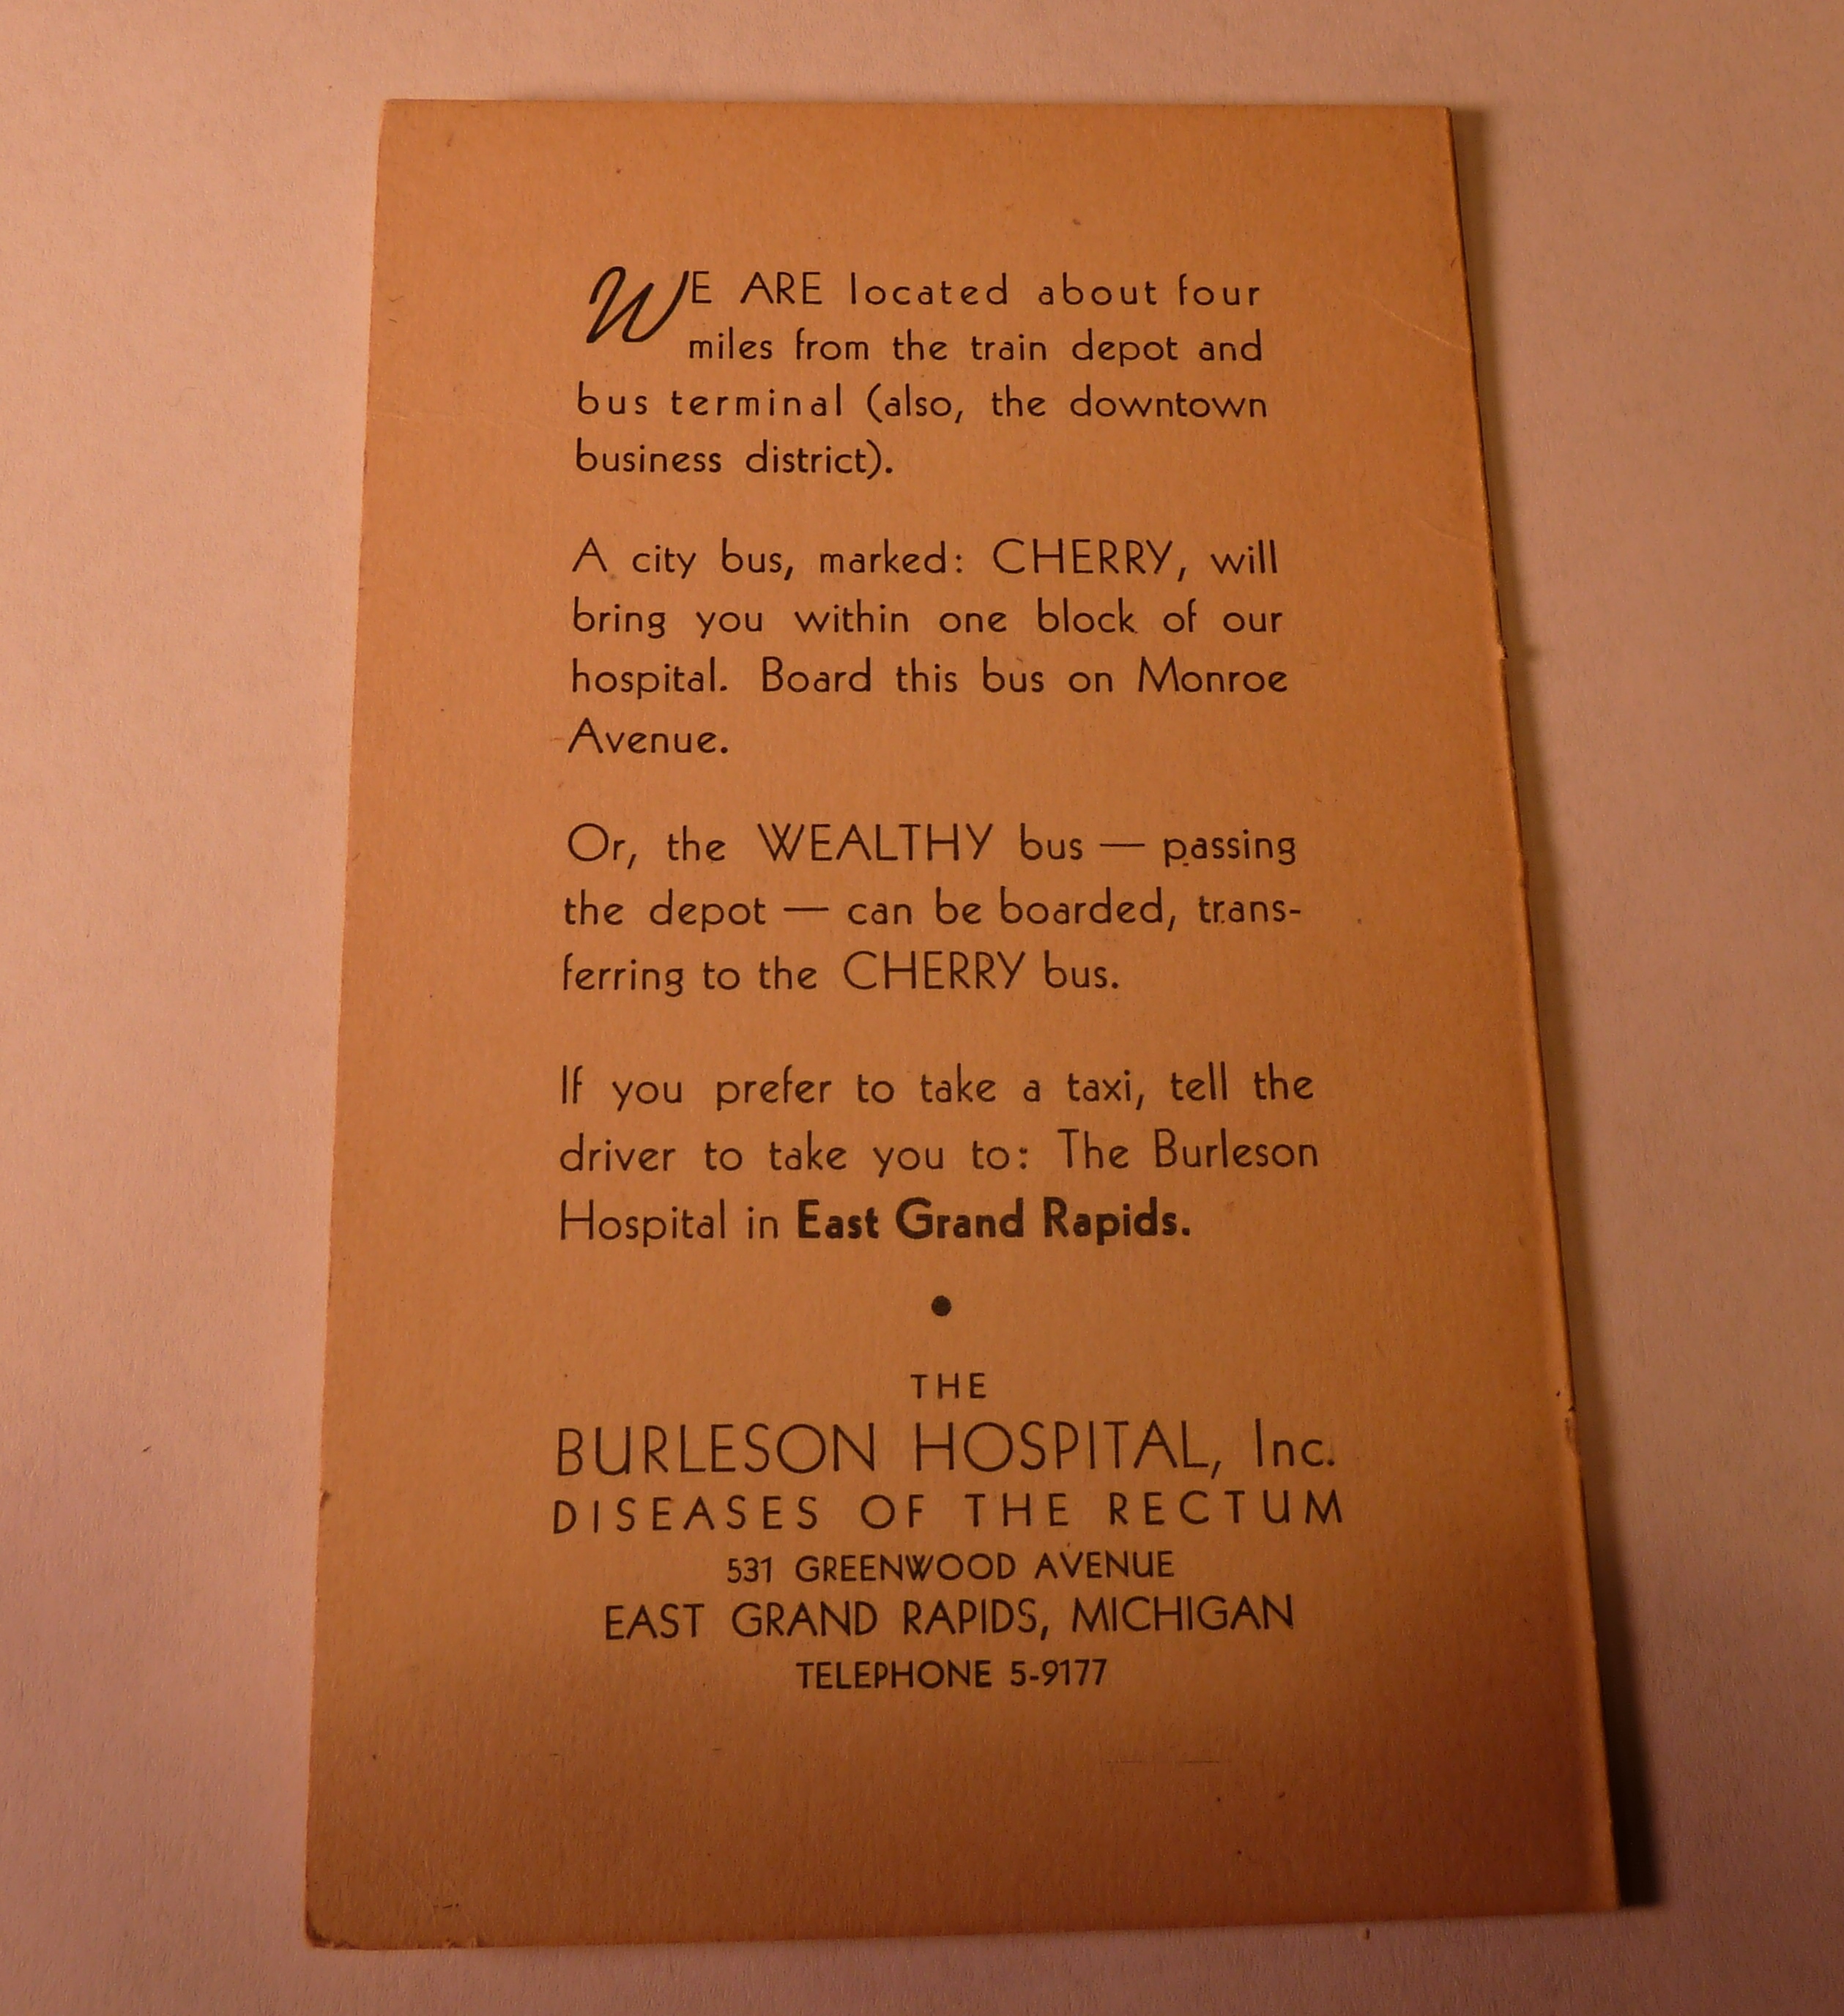 WE ARE located about four
miles from the train depot and
bus terminal (also, the downtown
business district).
A city bus, marked: CHERRY, will
bring you within one block of our
hospital. Board this bus on Monroe
Avenue.
Or, the WEALTHY bus — passing
the depot — can be boarded, trans-
ferring to the CHERRY bus.
If you prefer to take a taxi, tell the
driver to take you to: The Burleson
Hospital in East Grand Rapids.
•
THE
BURLESON HOSPITAL, Inc.
DISEASES OF THE RECTUM
531 GREENWOOD AVENUE
EAST GRAND RAPIDS, MICHIGAN
TELEPHONE 5-9177